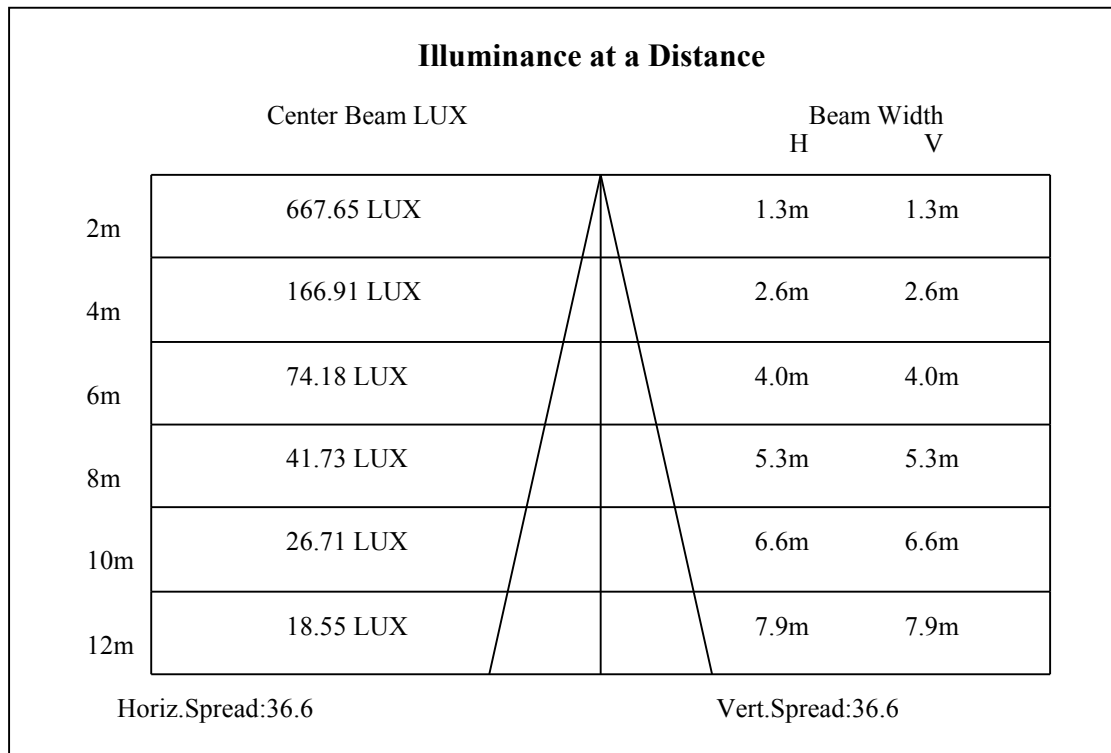 Illuminance at a Distance
Center Beam LUX Beam Width
H V
2m 667.65 LUX 1.3m 1.3m
4m 166.91 LUX 2.6m 2.6m
6m 74.18 LUX 4.0m 4.0m
8m 41.73 LUX 5.3m 5.3m
10m 26.71 LUX 6.6m 6.6m
12m 18.55 LUX 7.9m 7.9m
Horiz.Spread:36.6 Vert.Spread:36.6